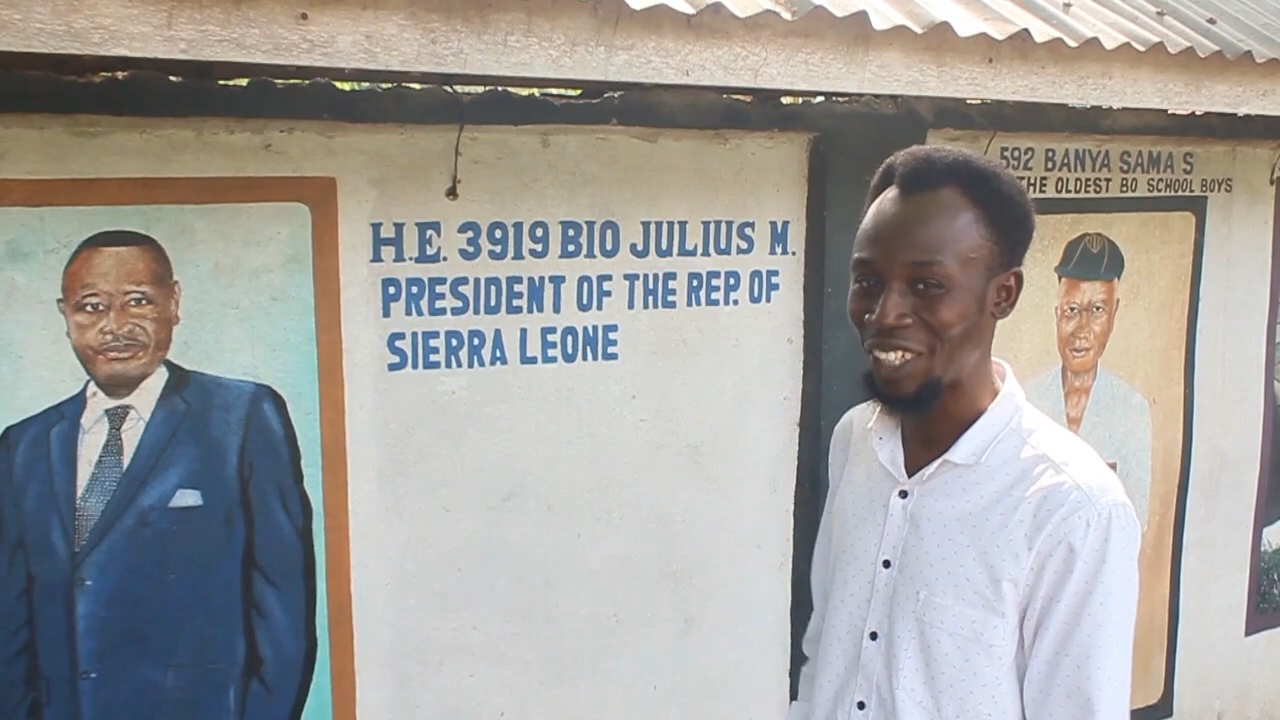 H.E. 3919 BIO JULIUS M.
PRESIDENT OF THE REP. OF
SIERRA LEONE
592 BANYA SAMA S
THE OLDEST BO SCHOOL BOYS